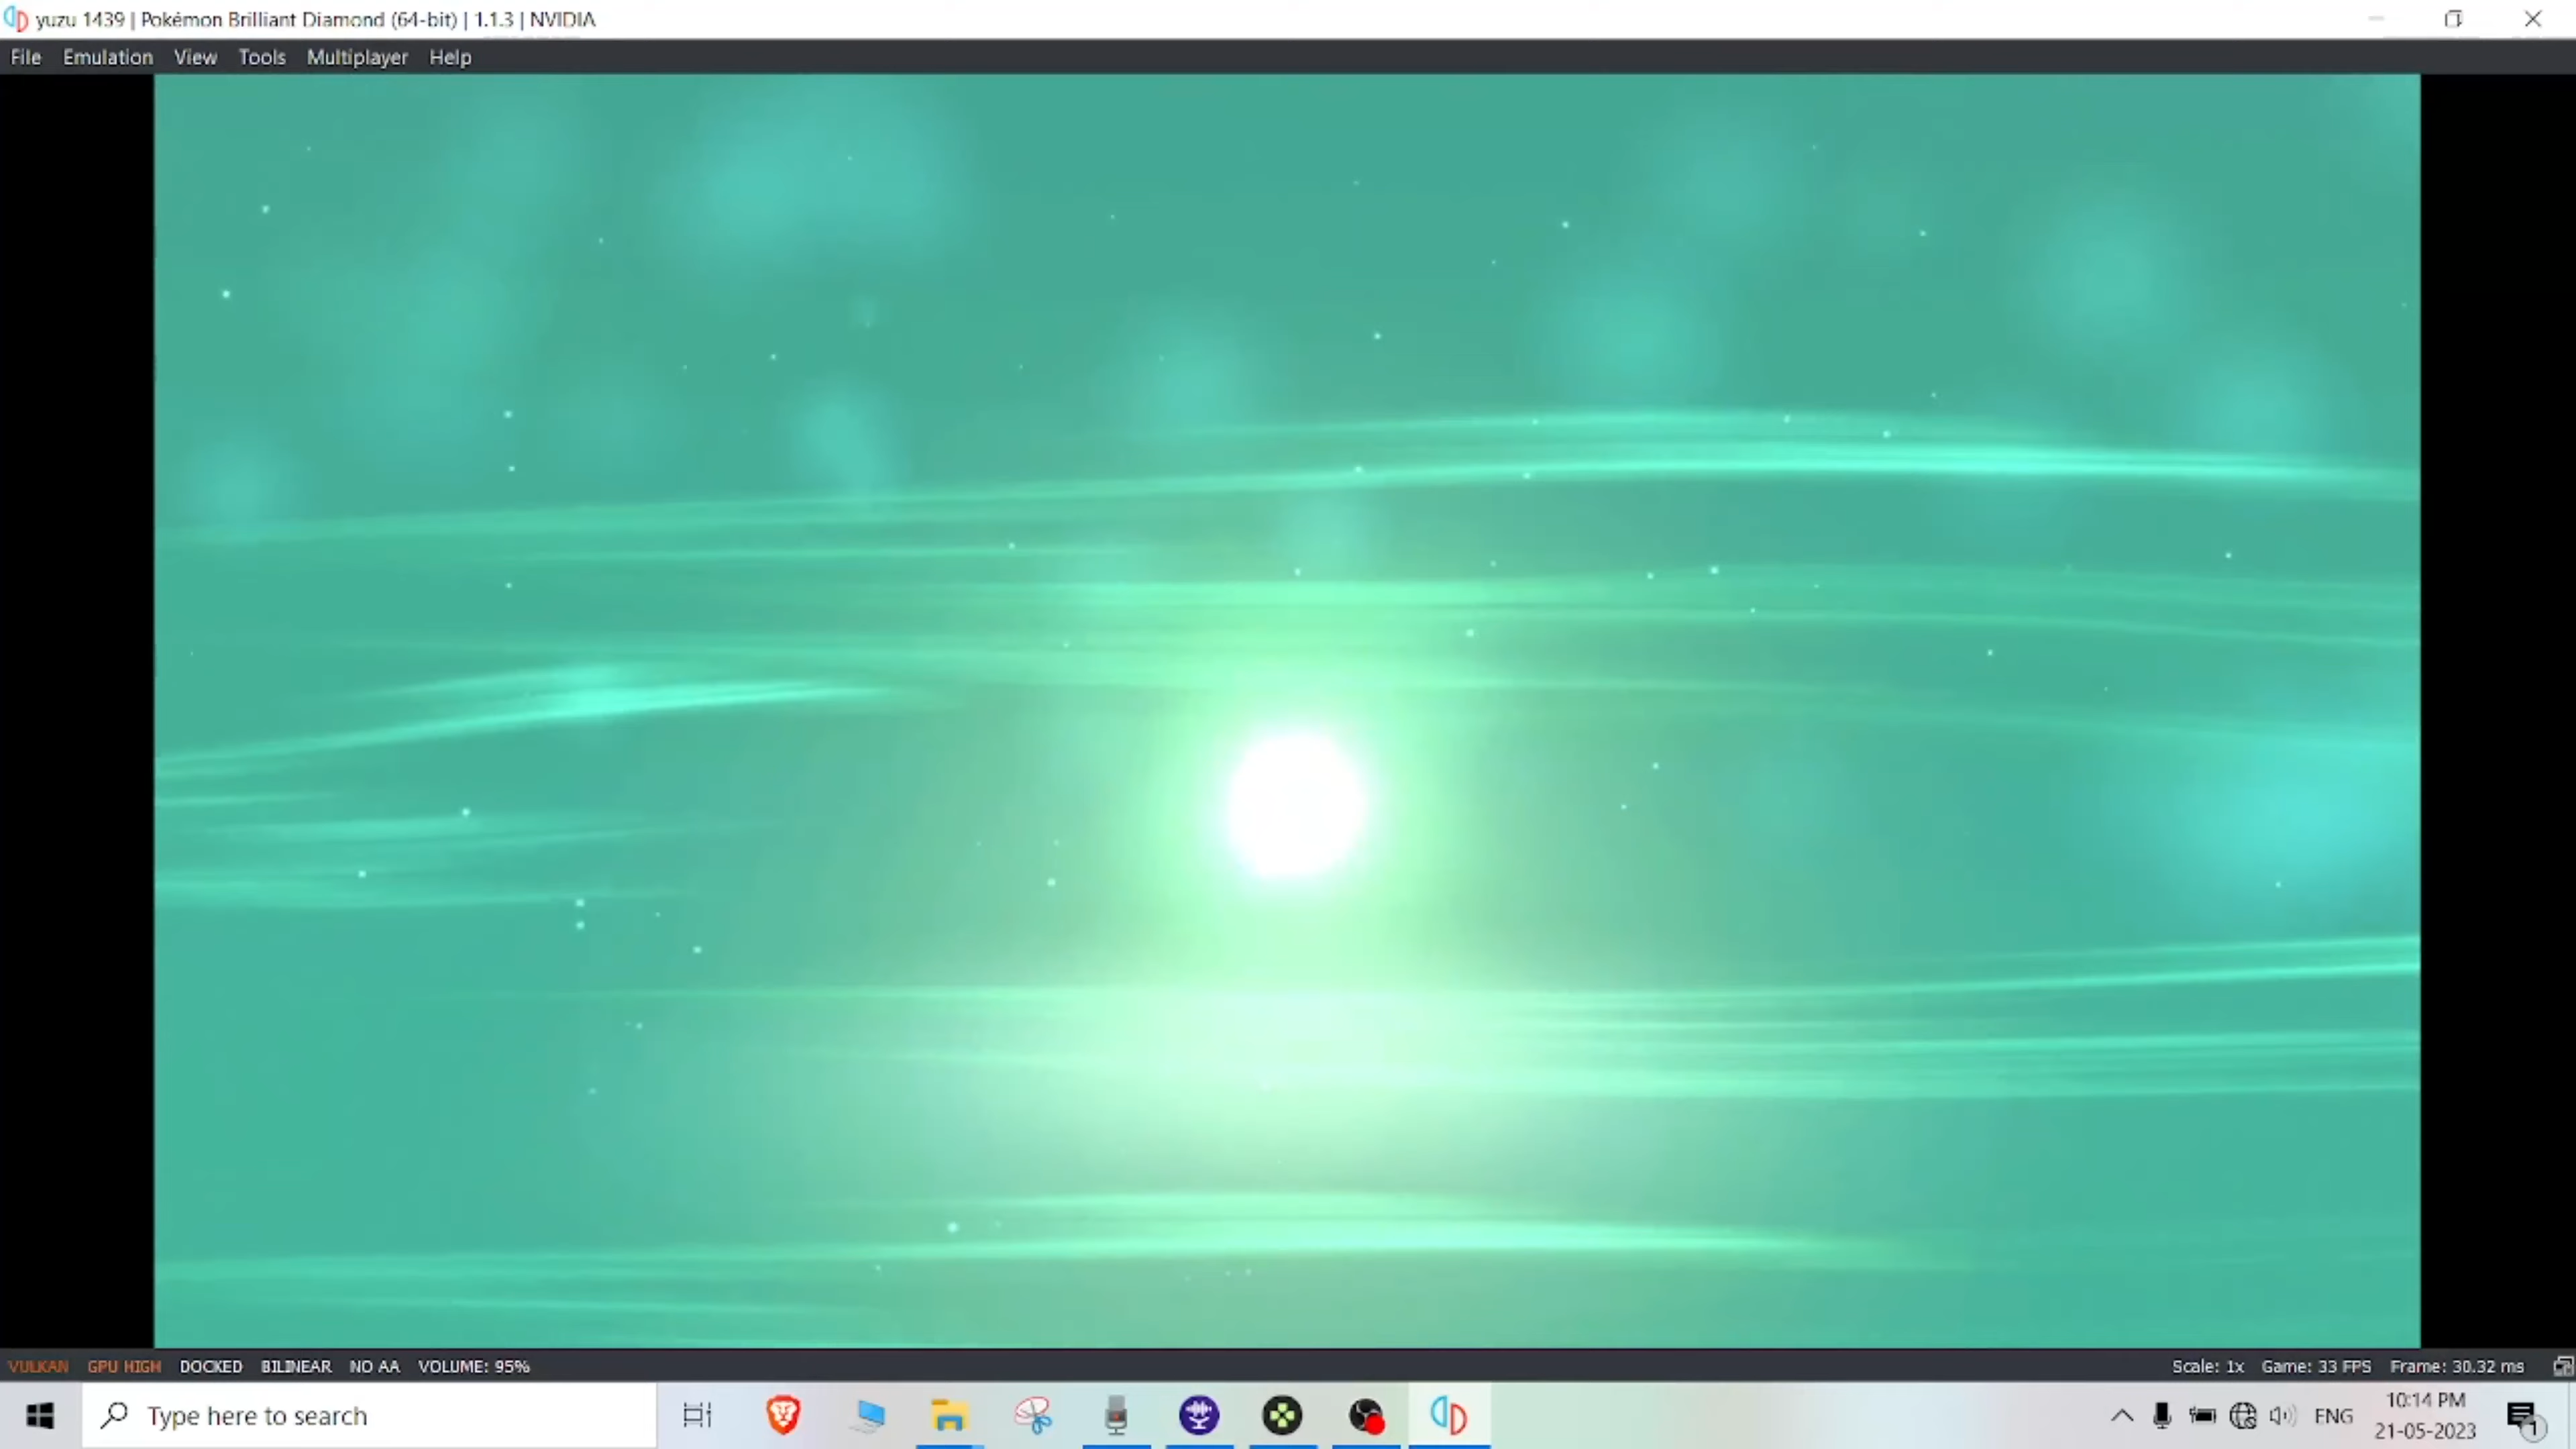 yuzu 1439 | Pokémon Brilliant Diamond (64-bit) | 1.1.3 | NVIDIA
File Emulation View Tools Multiplayer Help
VULKAN GPU HIGH DOCKED BILINEAR NO AA VOLUME: 95% Scale: 1x Game: 33 FPS Frame: 30.32 ms
Type here to search
ENG
10:14 PM
21-05-2023
1